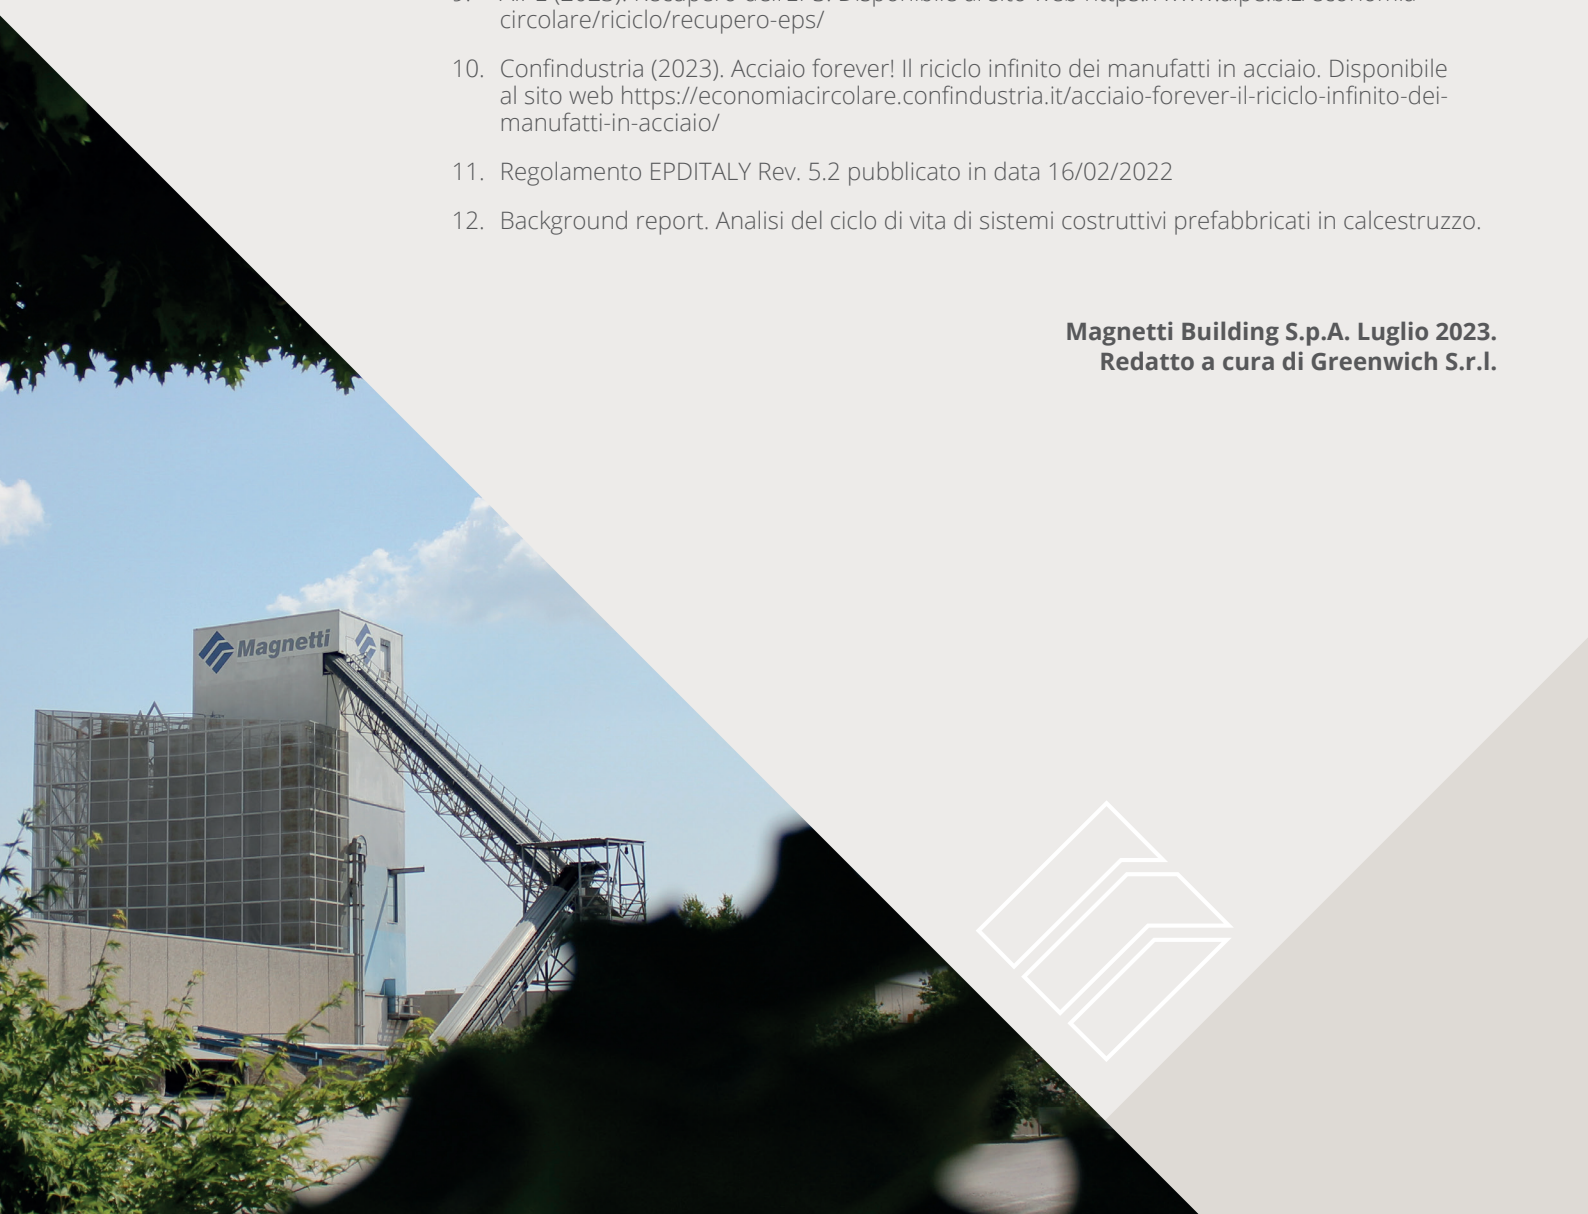 circolare/riciclo/recupero-eps/
10. Confindustria (2023). Acciaio forever! Il riciclo infinito dei manufatti in acciaio. Disponibile
al sito web https://economiacircolare.confindustria.it/acciaio-forever-il-riciclo-infinito-dei-
manufatti-in-acciaio/
11. Regolamento EPDITALY Rev. 5.2 pubblicato in data 16/02/2022
12. Background report. Analisi del ciclo di vita di sistemi costruttivi prefabbricati in calcestruzzo.
Magnetti Building S.p.A. Luglio 2023.
Redatto a cura di Greenwich S.r.l.
Magnetti